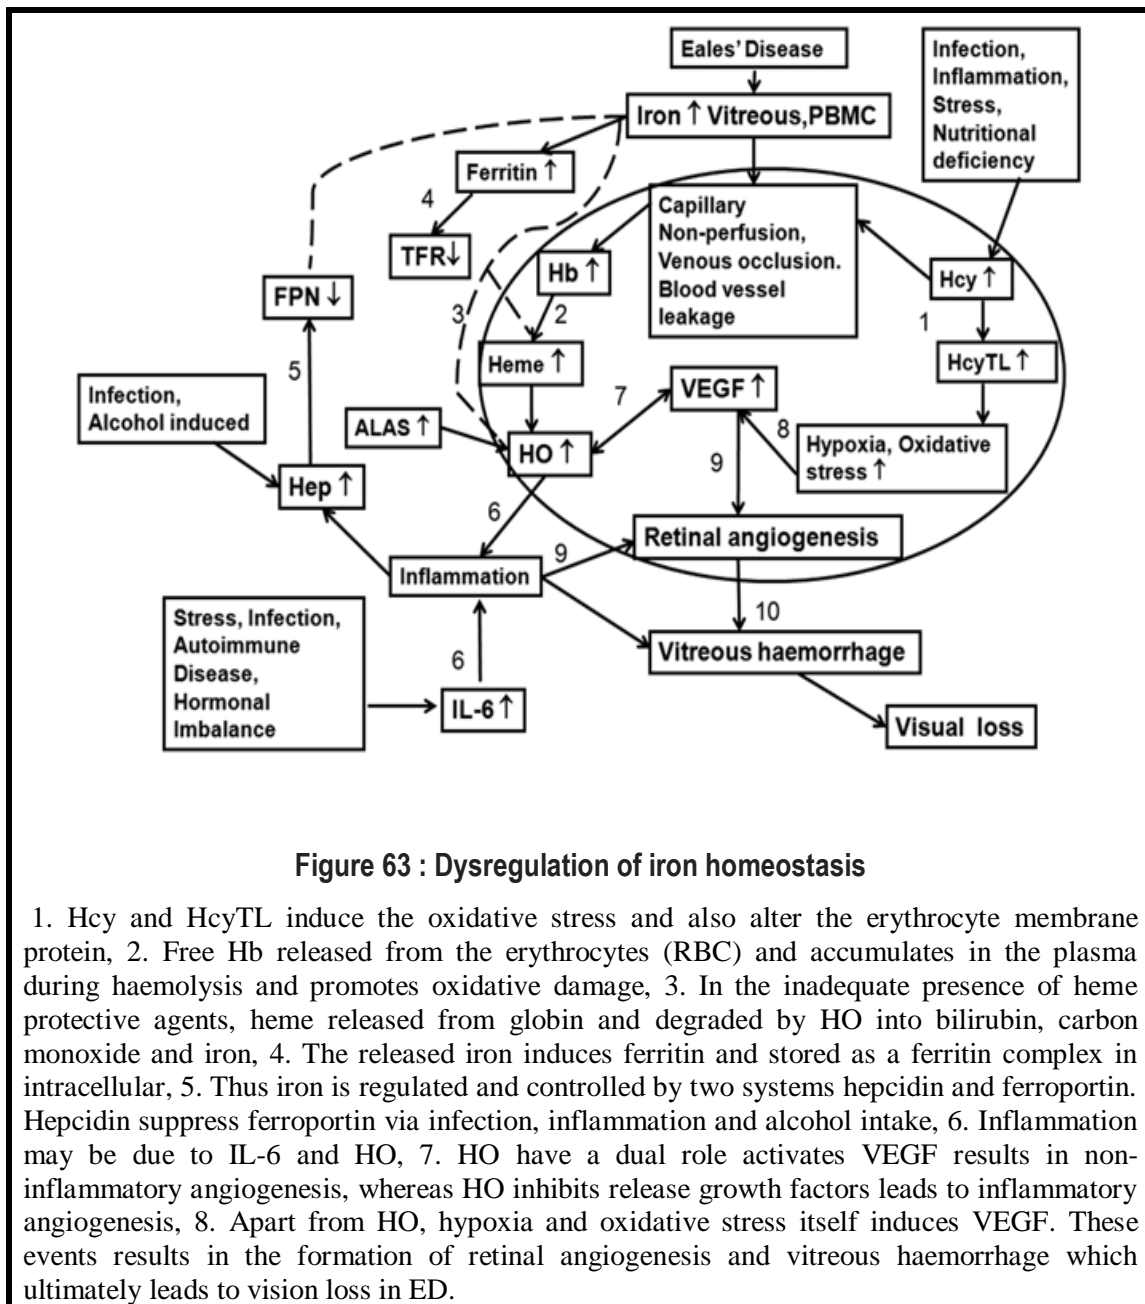 Eales' Disease
Infection,
Inflammation,
Stress,
Nutritional
deficiency
Iron ↑ Vitreous,PBMC
Ferritin ↑
4
TFR↓
Capillary
Non-perfusion,
Venous occlusion.
Blood vessel
leakage
Hb ↑
Hcy ↑
FPN ↓
3
2
1
Heme ↑
HcyTL ↑
5
VEGF ↑
7
Infection,
Alcohol induced
ALAS ↑
HO ↑
8
Hypoxia, Oxidative
stress ↑
9
Hep ↑
6
Retinal angiogenesis
9
Inflammation
10
Stress, Infection,
Autoimmune
Disease,
Hormonal
Imbalance
6
Vitreous haemorrhage
IL-6 ↑
Visual loss
Figure 63 : Dysregulation of iron homeostasis
1. Hcy and HcyTL induce the oxidative stress and also alter the erythrocyte membrane
protein, 2. Free Hb released from the erythrocytes (RBC) and accumulates in the plasma
during haemolysis and promotes oxidative damage, 3. In the inadequate presence of heme
protective agents, heme released from globin and degraded by HO into bilirubin, carbon
monoxide and iron, 4. The released iron induces ferritin and stored as a ferritin complex in
intracellular, 5. Thus iron is regulated and controlled by two systems hepcidin and ferroportin.
Hepcidin suppress ferroportin via infection, inflammation and alcohol intake, 6. Inflammation
may be due to IL-6 and HO, 7. HO have a dual role activates VEGF results in non-
inflammatory angiogenesis, whereas HO inhibits release growth factors leads to inflammatory
angiogenesis, 8. Apart from HO, hypoxia and oxidative stress itself induces VEGF. These
events results in the formation of retinal angiogenesis and vitreous haemorrhage which
ultimately leads to vision loss in ED.